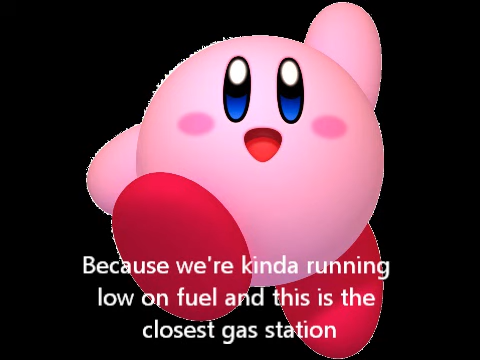 Because we're kinda running
low on fuel and this is the
closest gas station